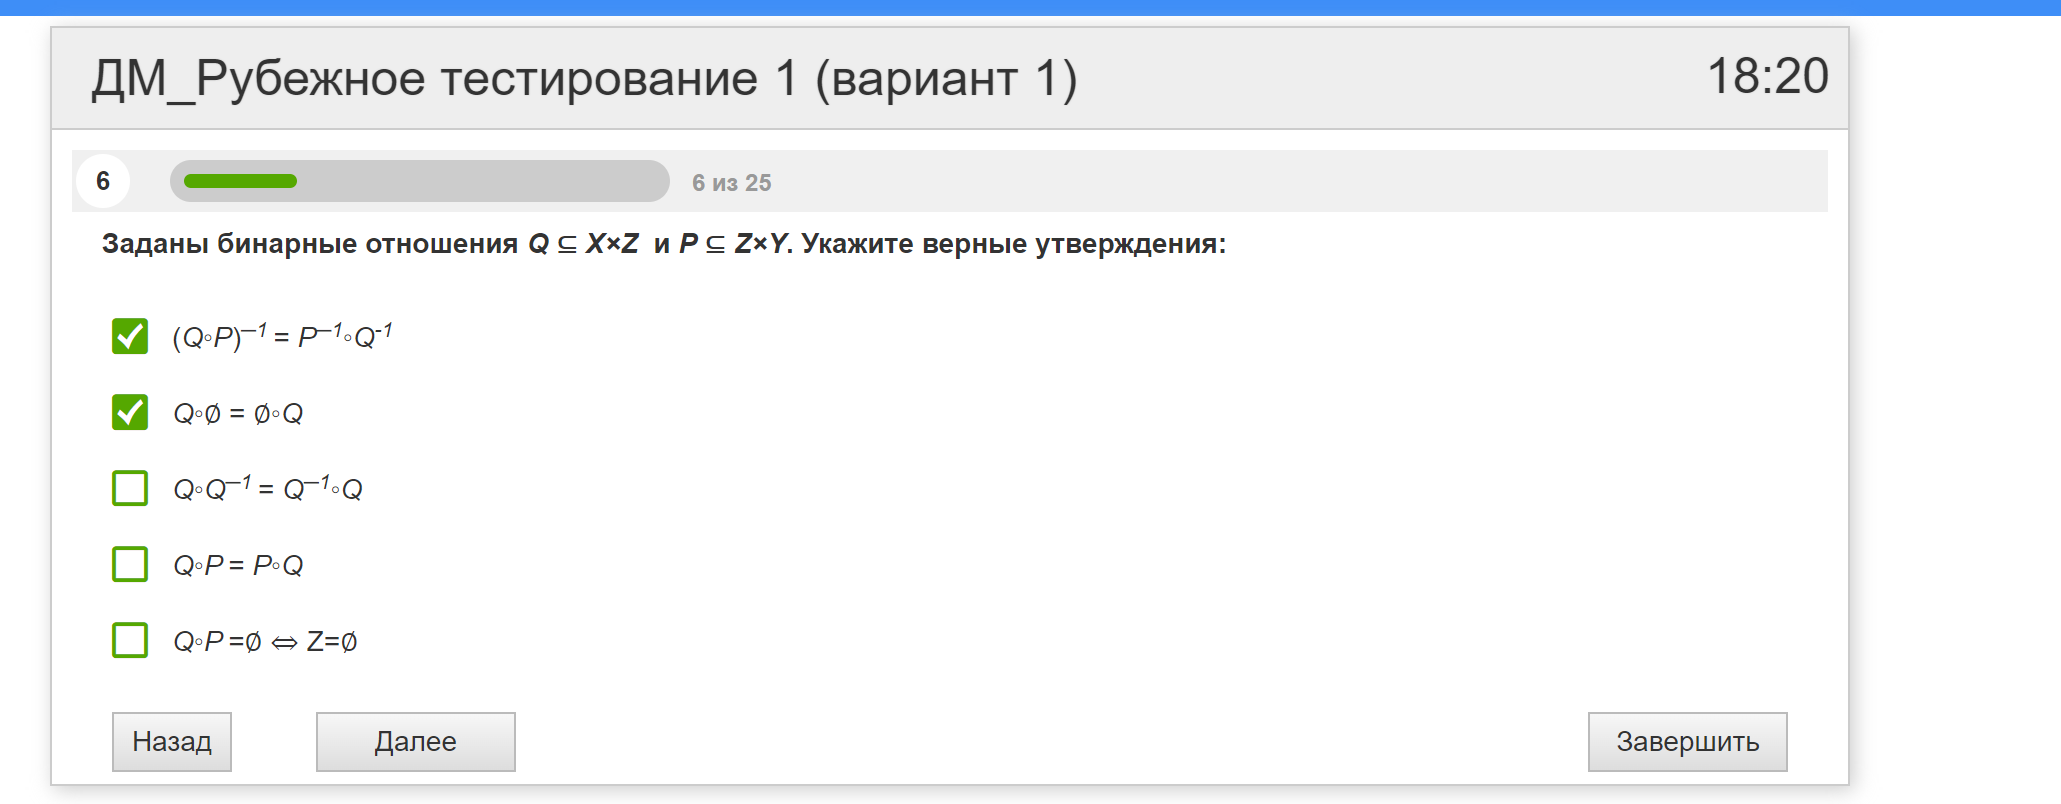 ДМ_Рубежное тестирование 1 (вариант 1)
18:20
6
6 из 25
Заданы бинарные отношения Q ⊆ X×Z и P ⊆ Z×Y. Укажите верные утверждения:
(Q∘P)⁻¹ = P⁻¹∘Q⁻¹
Q∘∅ = ∅∘Q
Q∘Q⁻¹ = Q⁻¹∘Q
Q∘P = P∘Q
Q∘P =∅ ⇔ Z=∅
Назад
Далее
Завершить